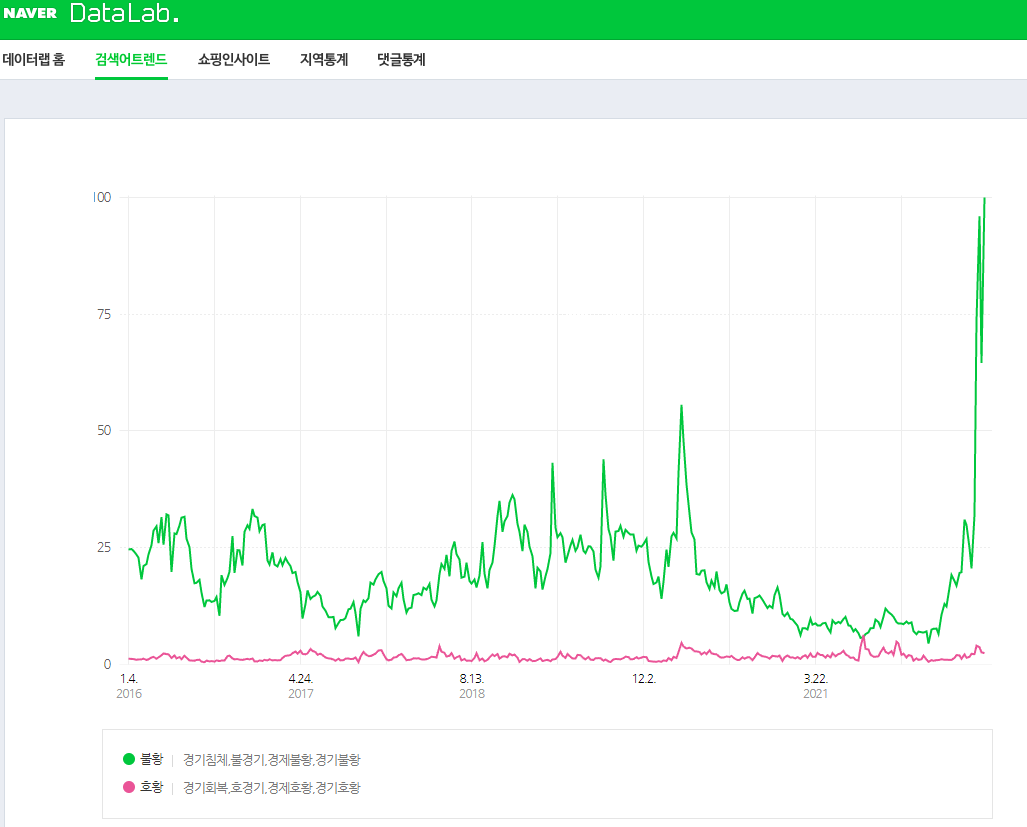 NAVER DataLab.
데이터랩 홈 검색어트렌드 쇼핑인사이트 지역통계 댓글통계
100
75
50
25
0
1.4. 4.24. 8.13. 12.2. 3.22.
2016 2017 2018 2021
불황 | 경기침체,불경기,경제불황,경기불황
호황 | 경기회복,호경기,경제호황,경기호황